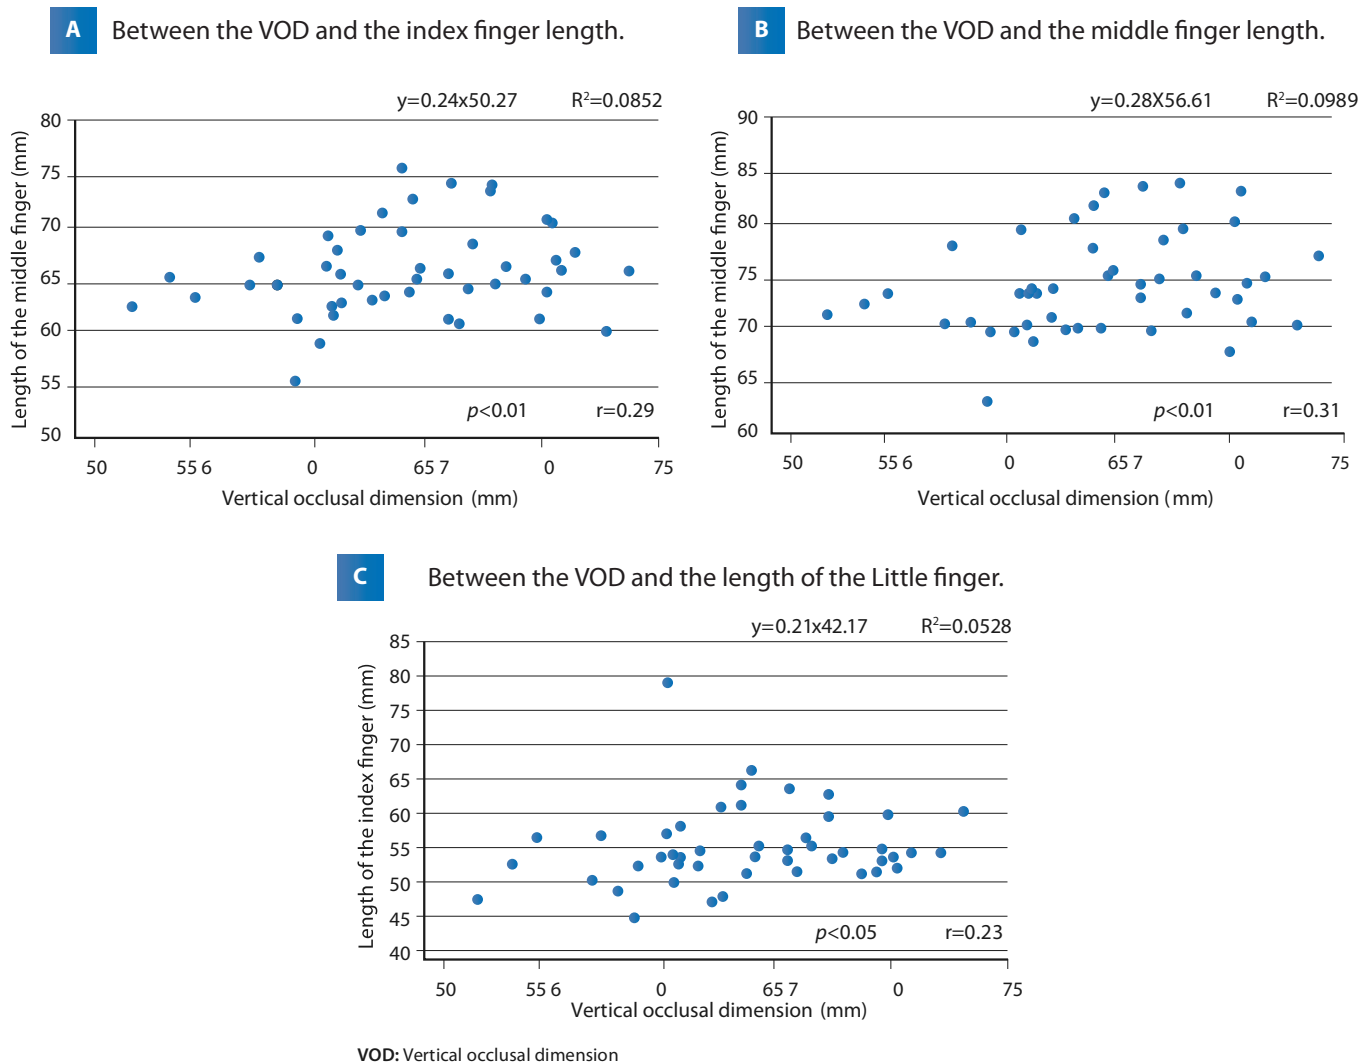 A Between the VOD and the index finger length.
y=0.24x50.27 R²=0.0852
Length of the middle finger (mm)
80
75
70
65
60
55
50
p<0.01 r=0.29
50 55 6 0 65 7 0 75
Vertical occlusal dimension (mm)
B Between the VOD and the middle finger length.
y=0.28X56.61 R²=0.0989
Length of the middle finger (mm)
90
85
80
75
70
65
60
p<0.01 r=0.31
50 55 6 0 65 7 0 75
Vertical occlusal dimension (mm)
C Between the VOD and the length of the Little finger.
y=0.21x42.17 R²=0.0528
Length of the index finger (mm)
85
80
75
70
65
60
55
50
45
40
p<0.05 r=0.23
50 55 6 0 65 7 0 75
Vertical occlusal dimension (mm)
VOD: Vertical occlusal dimension